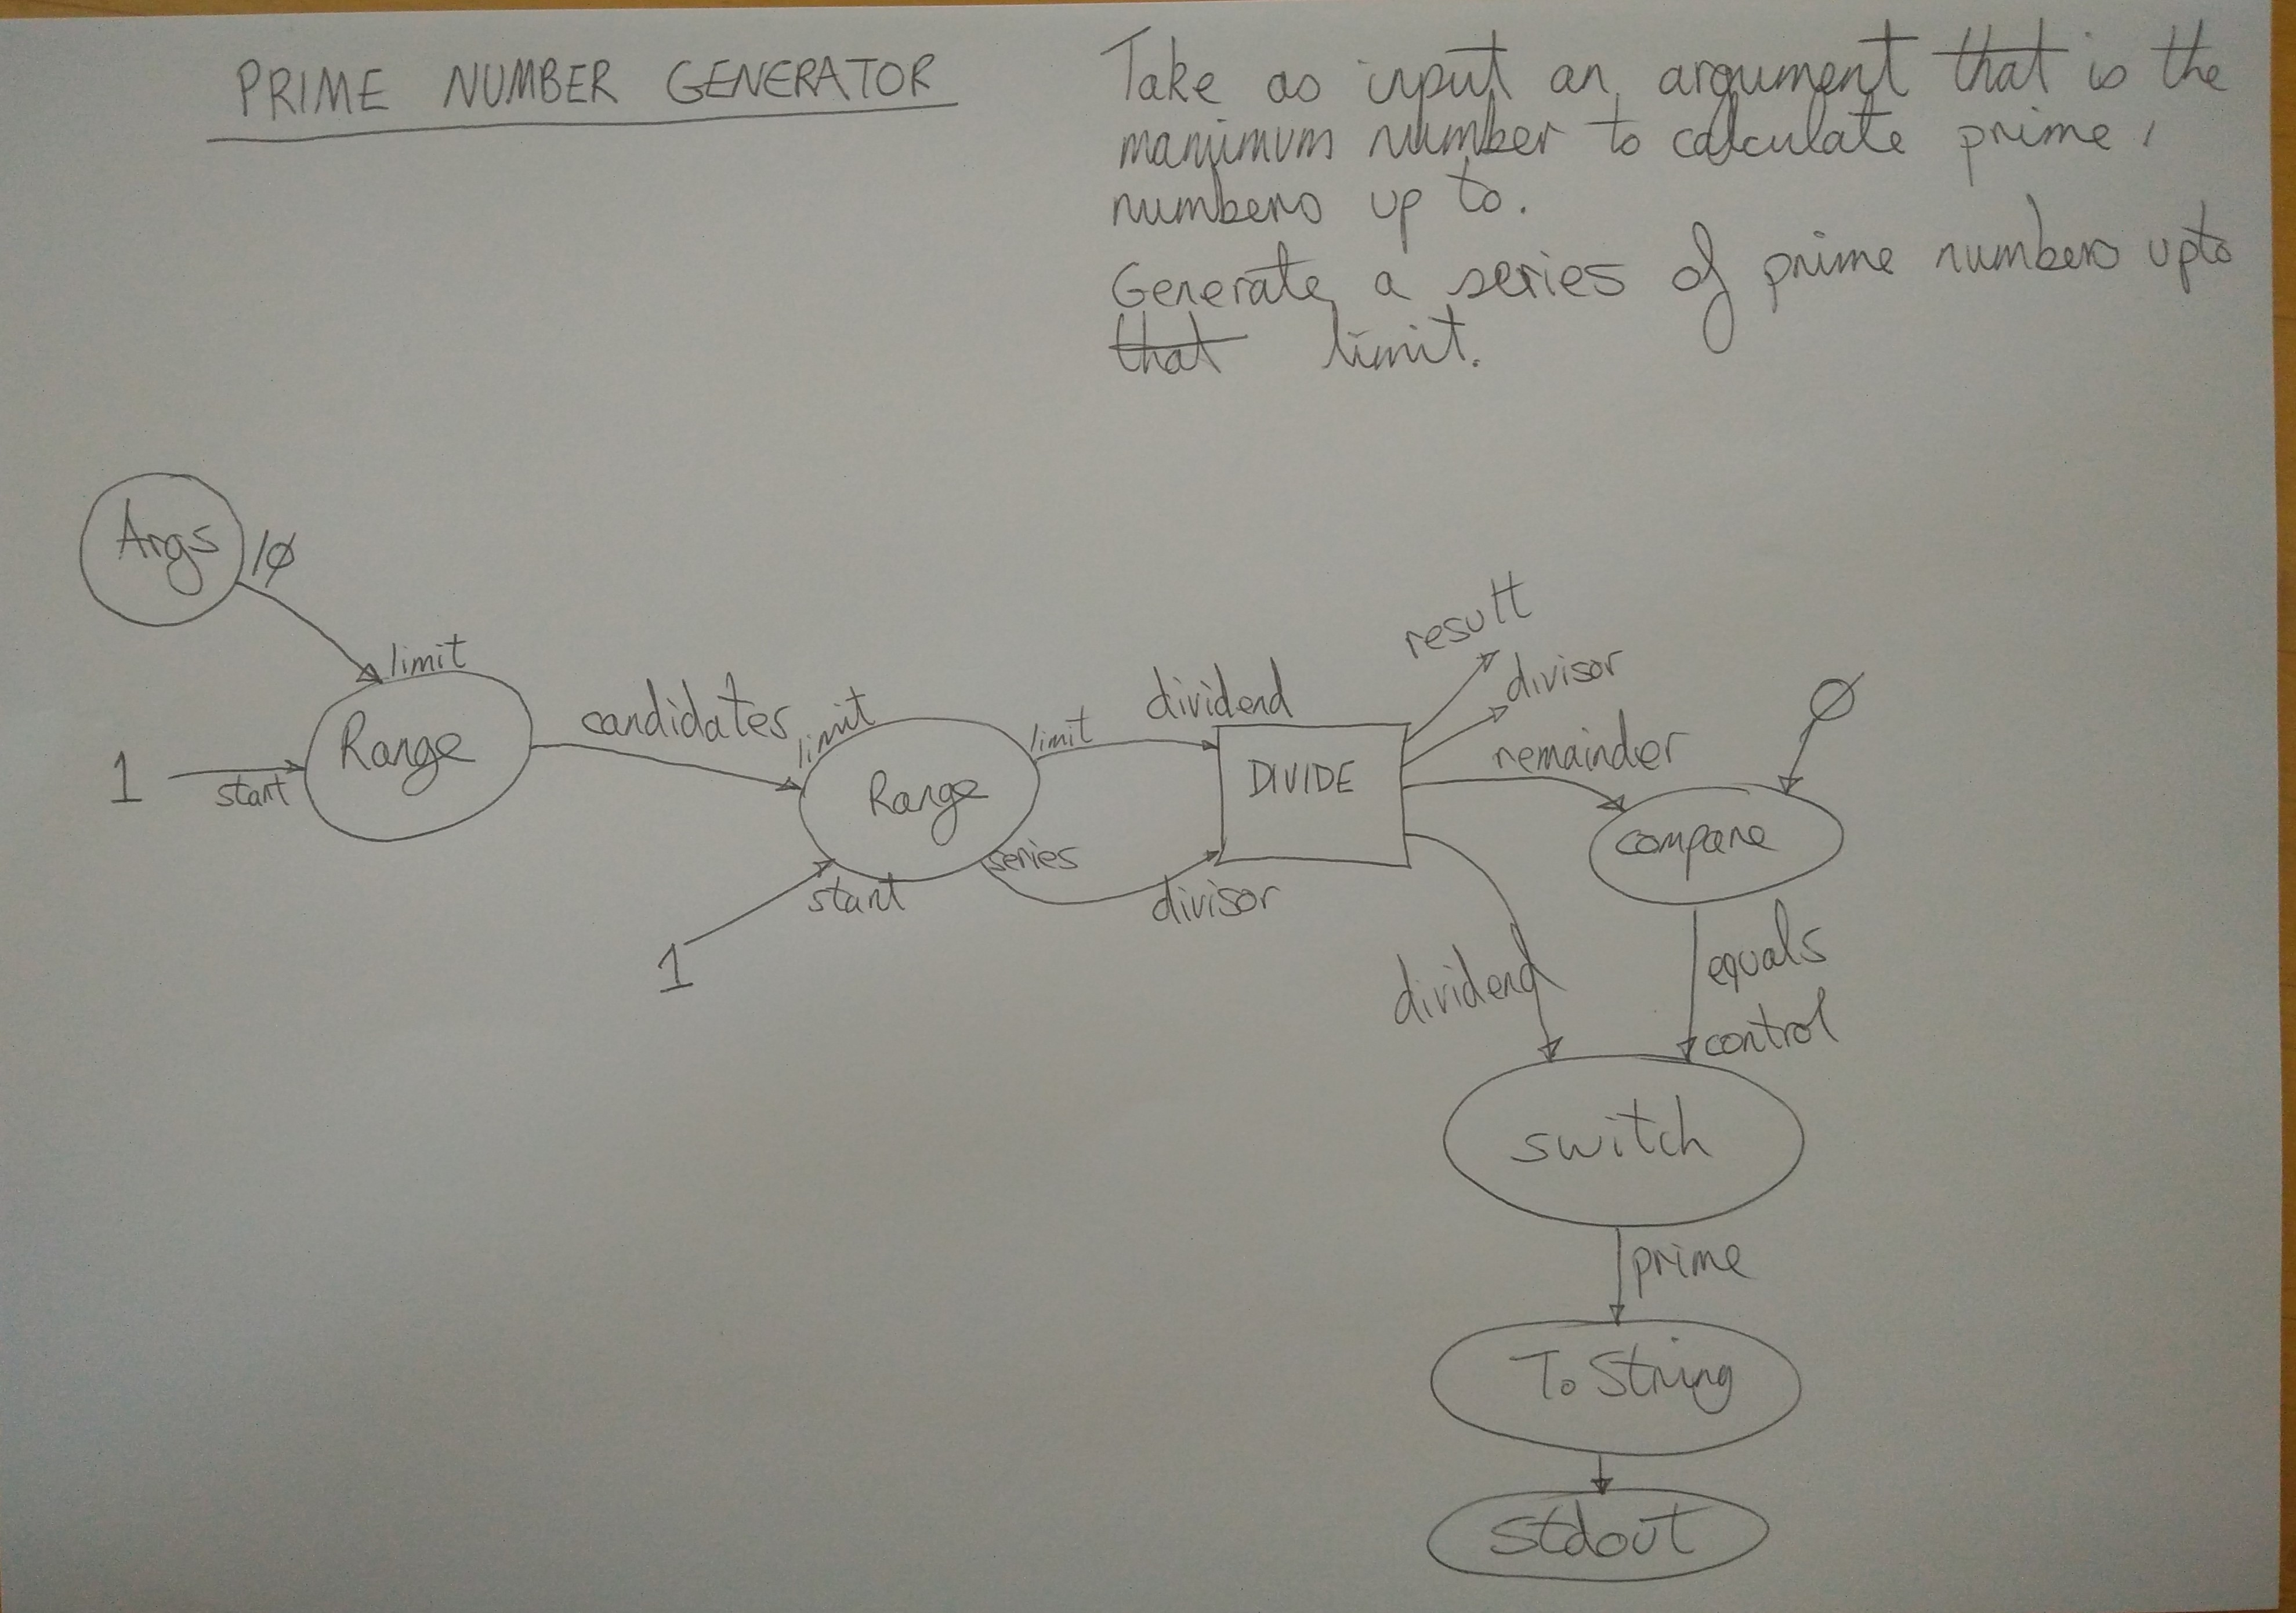 PRIME NUMBER GENERATOR
Take as input an argument that is the
maximum number to calculate prime
numbers up to.
Generate a series of prime numbers upto
that limit.
Args
/0
limit
1
start
Range
candidates
limit
Range
1
start
limit
series
dividend
divisor
DIVIDE
result
divisor
remainder
0
compare
dividend
equals
control
switch
prime
To String
stdout